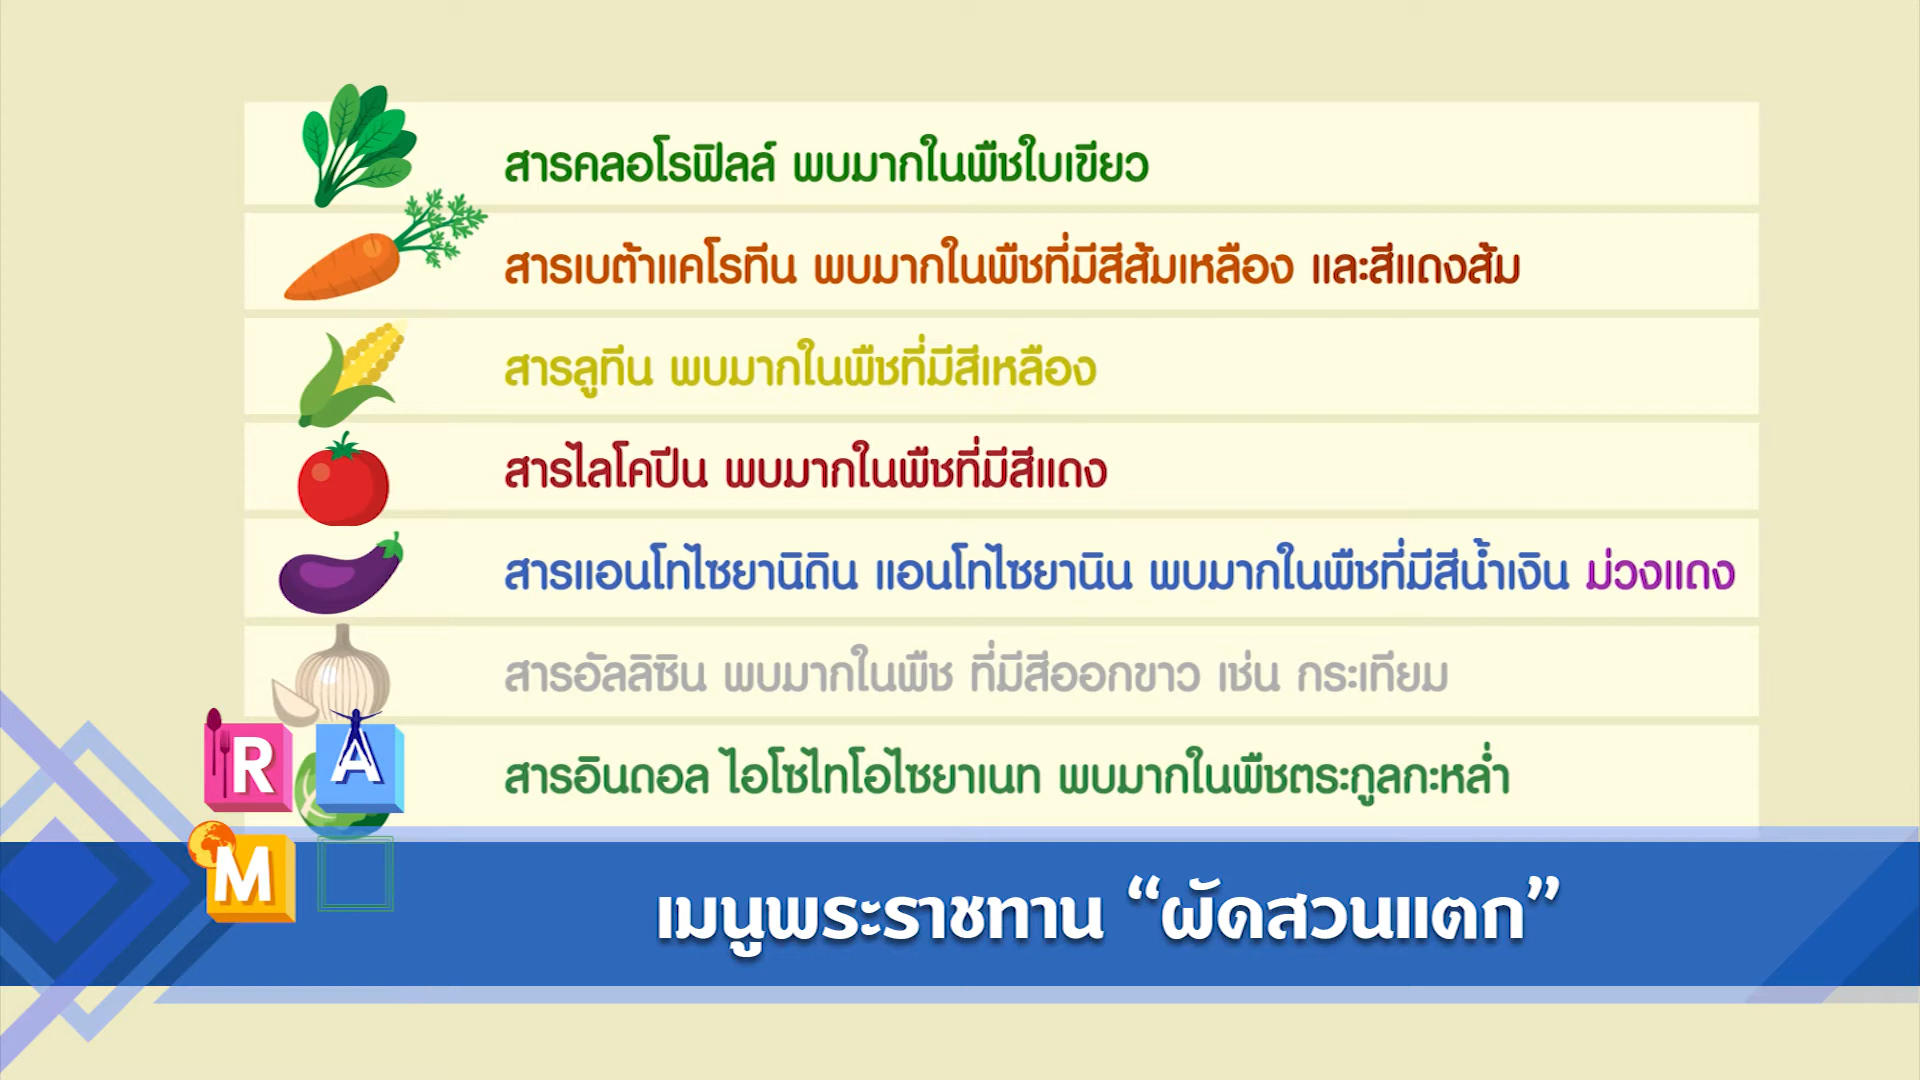 สารคลอโรฟิลล์ พบมากในพืชใบเขียว
สารเบต้าแคโรทีน พบมากในพืชที่มีสีส้มเหลือง และสีแดงส้ม
สารลูทีน พบมากในพืชที่มีสีเหลือง
สารไลโคปีน พบมากในพืชที่มีสีแดง
สารแอนโทไซยานิดิน แอนโทไซยานิน พบมากในพืชที่มีสีน้ำเงิน ม่วงแดง
สารอัลลิซิน พบมากในพืช ที่มีสีออกขาว เช่น กระเทียม
สารอินดอล ไอโซไทโอไซยาเนท พบมากในพืชตระกูลกะหล่ำ
R A
M
เมนูพระราชทาน “ผัดสวนแตก”